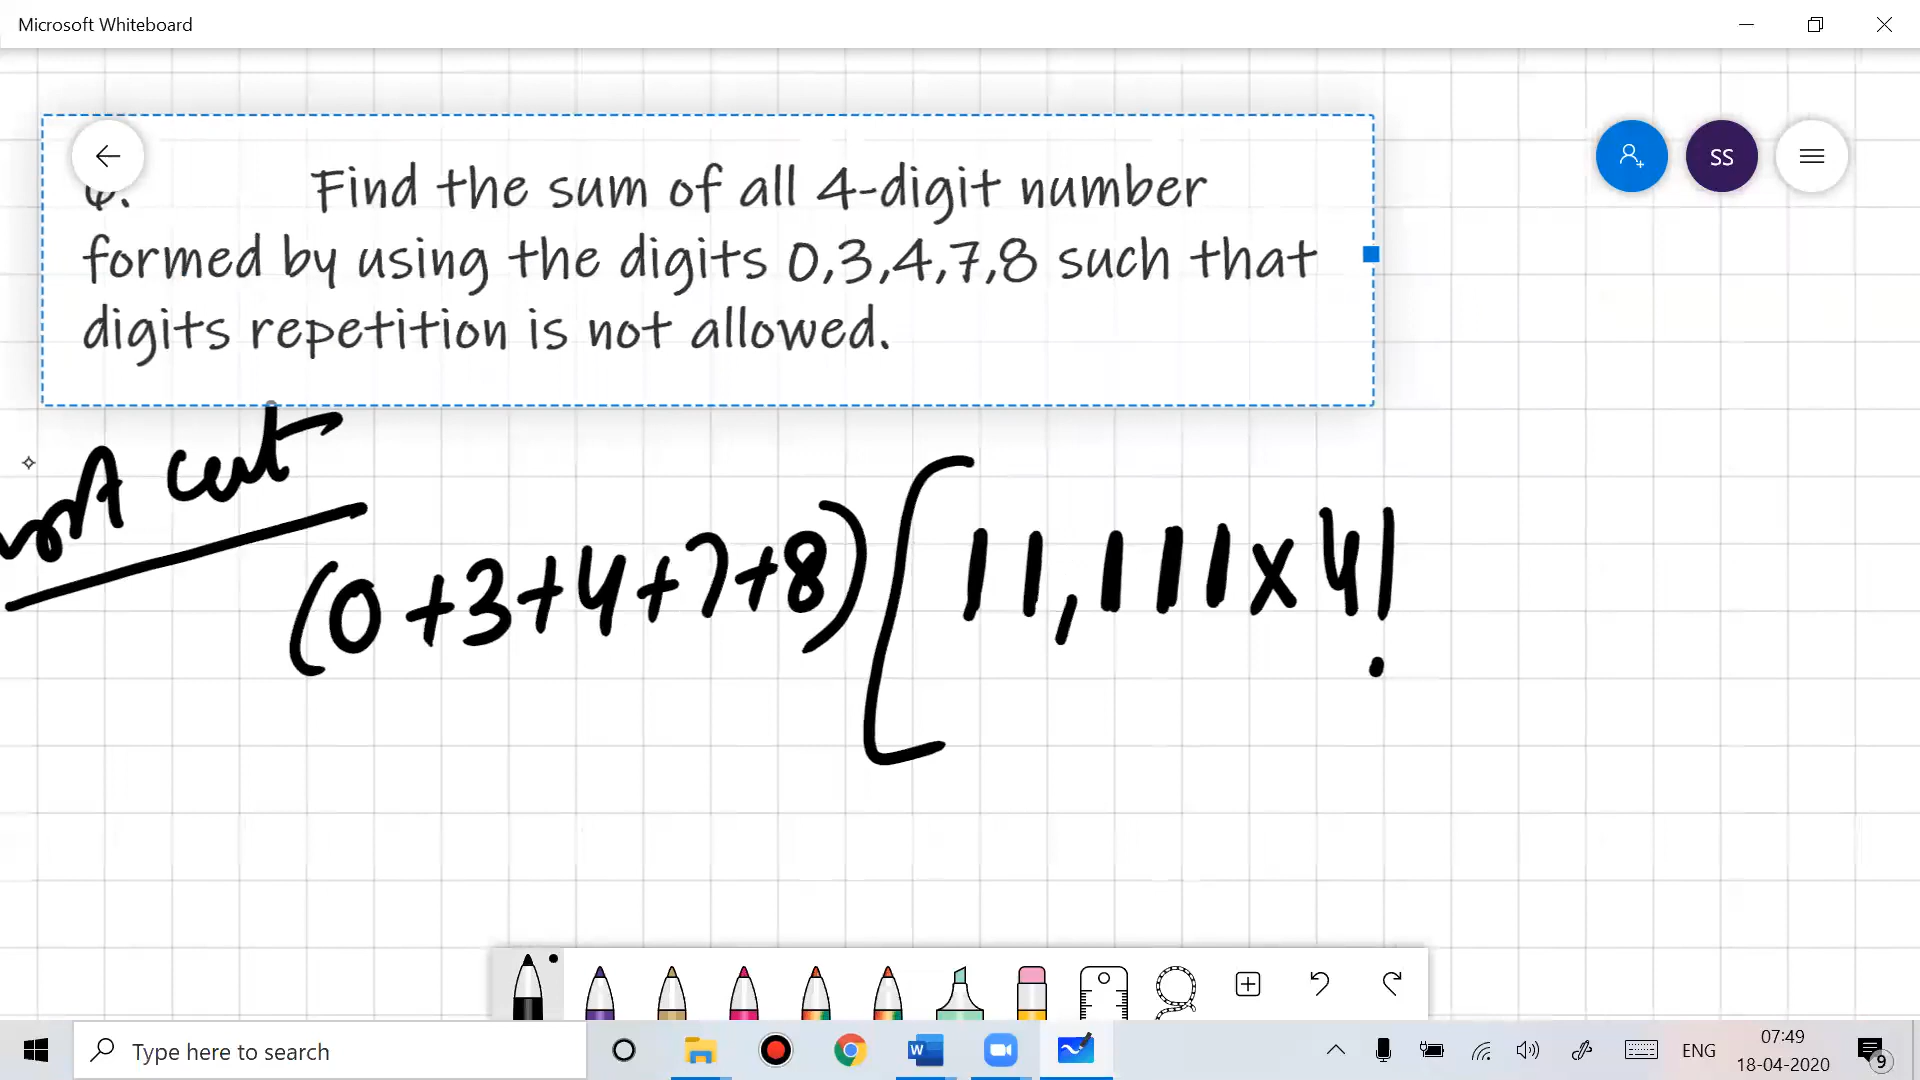 Microsoft Whiteboard
Find the sum of all 4-digit number
formed by using the digits 0,3,4,7,8 such that
digits repetition is not allowed.
SS
cut
(0+3+4+7+8)[11,111x4!
Type here to search
ENG
07:49
18-04-2020
9